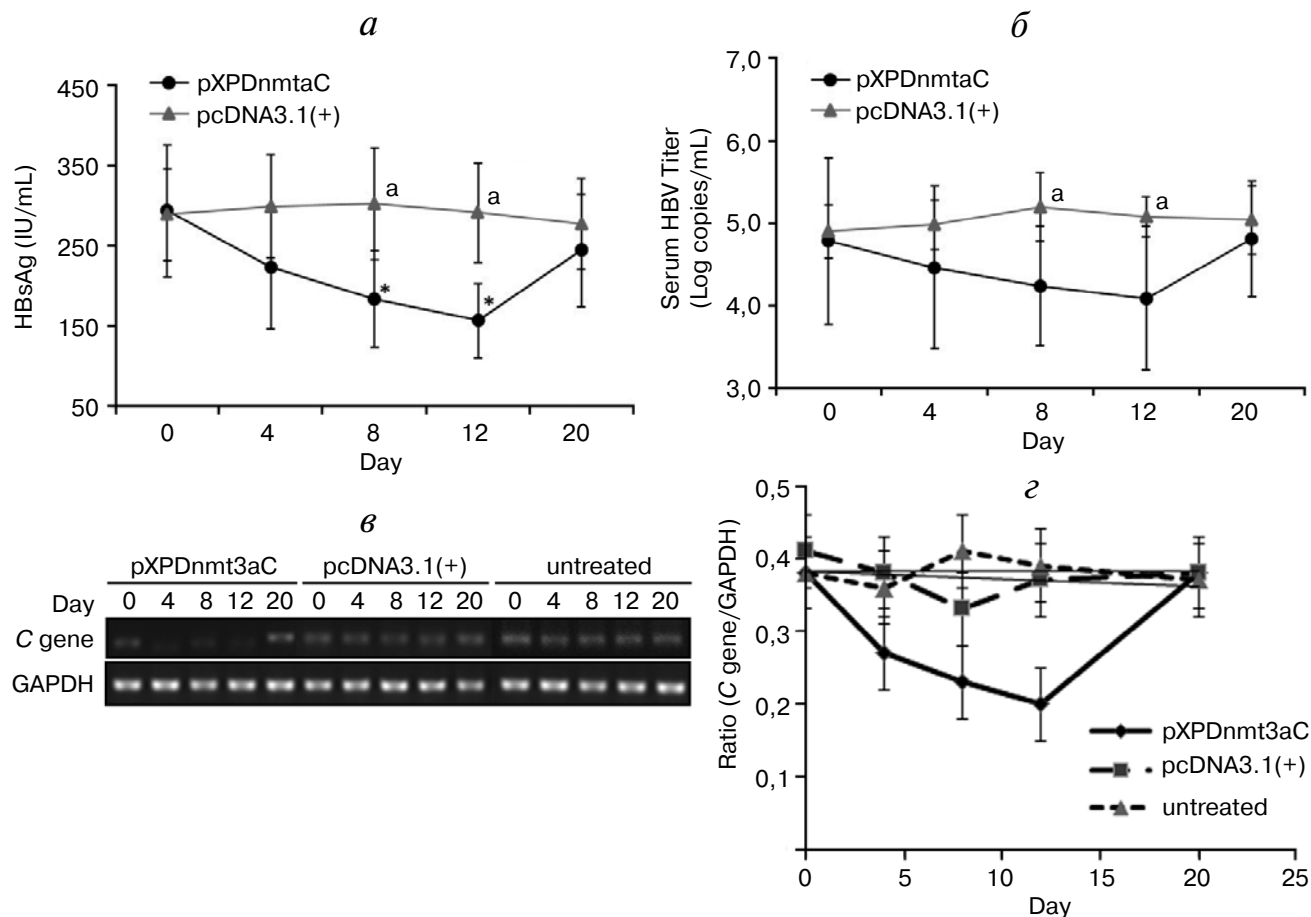 а
pXPDnmtaC
pcDNA3.1(+)
HBsAg (IU/mL)
450
350
250
150
50
a
a
*
*
0 4 8 12 20
Day
б
pXPDnmtaC
pcDNA3.1(+)
Serum HBV Titer
(Log copies/mL)
7,0
6,0
5,0
4,0
3,0
a
a
0 4 8 12 20
Day
в
pXPDnmt3aC pcDNA3.1(+) untreated
Day 0 4 8 12 20 0 4 8 12 20 0 4 8 12 20
C gene
GAPDH
г
Ratio (C gene/GAPDH)
0,5
0,4
0,3
0,2
0,1
pXPDnmt3aC
pcDNA3.1(+)
untreated
0 5 10 15 20 25
Day